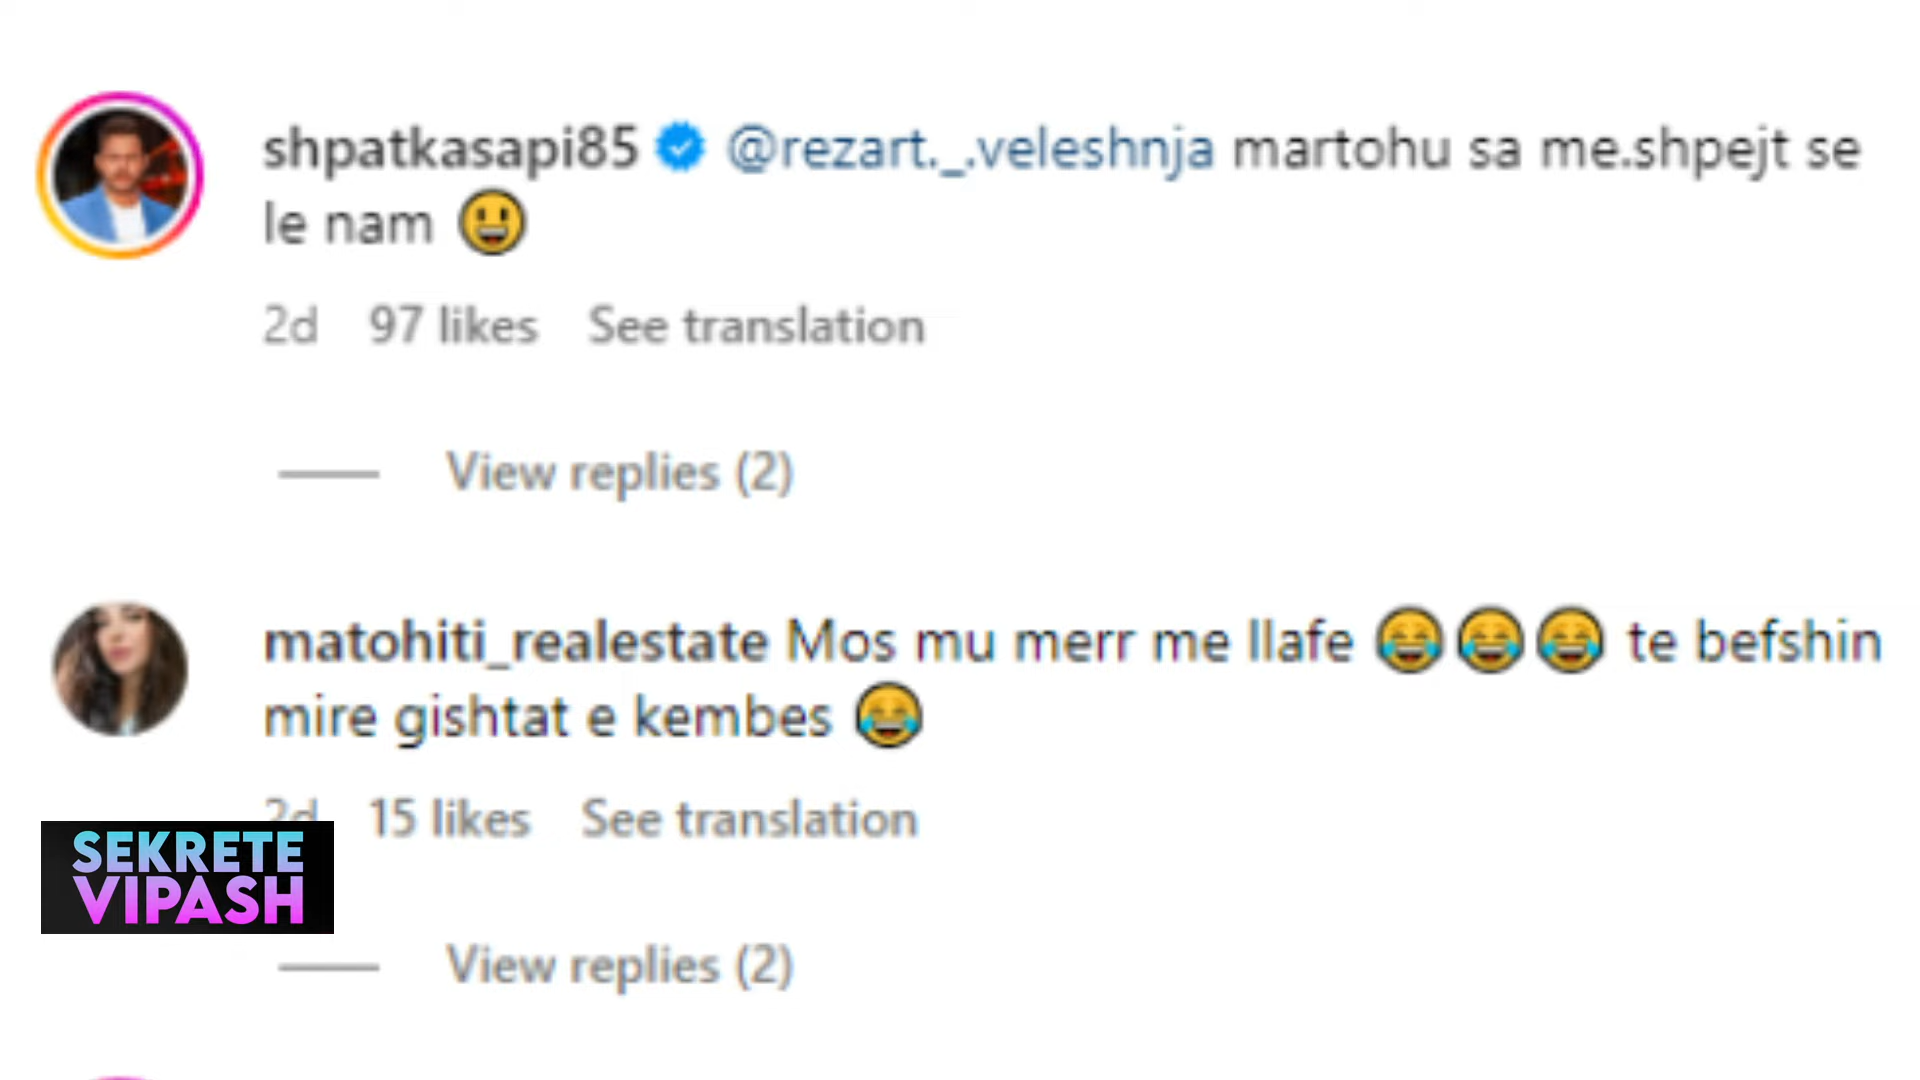 shpatkasapi85 @rezart._.veleshnja martohu sa me.shpejt se
le nam 😃
2d 97 likes See translation
View replies (2)
matohiti_realestate Mos mu merr me llafe 😂😂😂 te befshin
mire gishtat e kembes 😂
2d 15 likes See translation
SEKRETE
VIPASH
View replies (2)